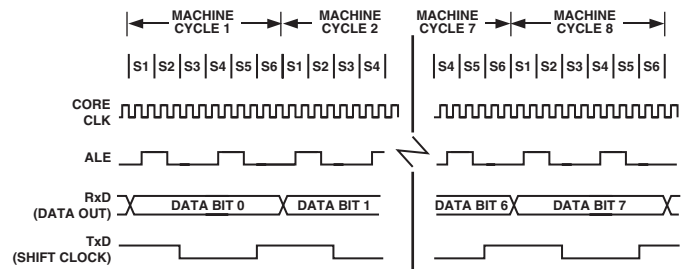 MACHINE CYCLE 1
MACHINE CYCLE 2
MACHINE CYCLE 7
MACHINE CYCLE 8
S1 S2 S3 S4 S5 S6 S1 S2 S3 S4
S4 S5 S6 S1 S2 S3 S4 S5 S6
CORE CLK
ALE
RxD (DATA OUT)
DATA BIT 0
DATA BIT 1
DATA BIT 6
DATA BIT 7
TxD (SHIFT CLOCK)